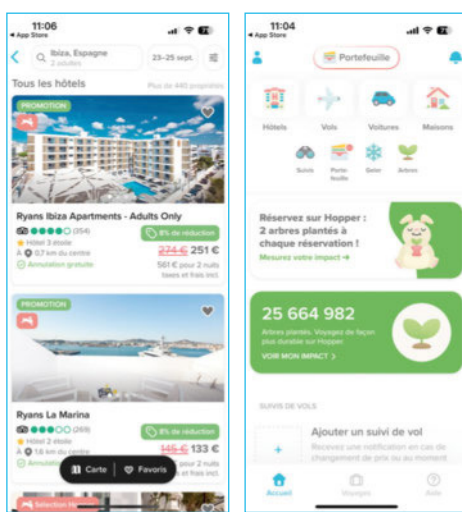 11:06
App Store
Ibiza, Espagne
2 adultes
23–25 sept.
Tous les hôtels
Plus de 440 propriétés
PROMOTION
Ryans Ibiza Apartments - Adults Only
(354)
Hôtel 3 étoile
8% de réduction
À 0,7 km du centre
274 € 251 €
Annulation gratuite
561 € pour 2 nuits
taxes et frais incl.
PROMOTION
Ryans La Marina
(269)
8% de réduction
Hôtel 2 étoile
À 1.6 km du centre
145 € 133 €
Annulation
pour 2 nuits
et frais incl.
Carte
Favoris
Sélection
11:04
App Store
Portefeuille
Hôtels
Vols
Voitures
Maisons
Suivis
Porte-
feuille
Geler
Arbres
Réservez sur Hopper :
2 arbres plantés à
chaque réservation !
Mesurez votre impact →
25 664 982
Arbres plantés. Voyagez de façon
plus durable sur Hopper.
VOIR MON IMPACT >
SUIVIS DE VOLS
Ajouter un suivi de vol
Recevez une notification en cas de
changement de prix ou au moment
Accueil
Voyages
Aide